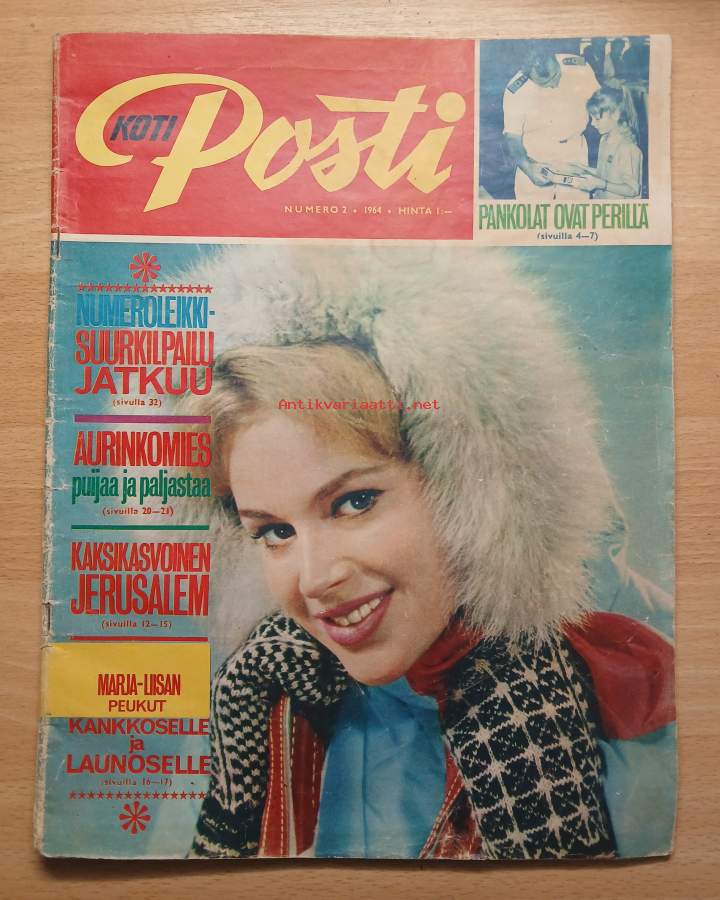 KOTI
Posti
NUMERO 2 • 1964 • HINTA 1:—
PANKOLAT OVAT PERILLÄ
(sivuilla 4—7)
NUMEROLEIKKI-
SUURKILPAILU
JATKUU
(sivulla 32)
AURINKOMIES
puijaa ja paljastaa
(sivuilla 20—21)
KAKSIKASVOINEN
JERUSALEM
(sivuilla 12—15)
MARJA-LIISAN
PEUKUT
KANKKOSELLE
ja
LAUNOSELLE
(sivuilla 16—17)
Antikvariaatti.net